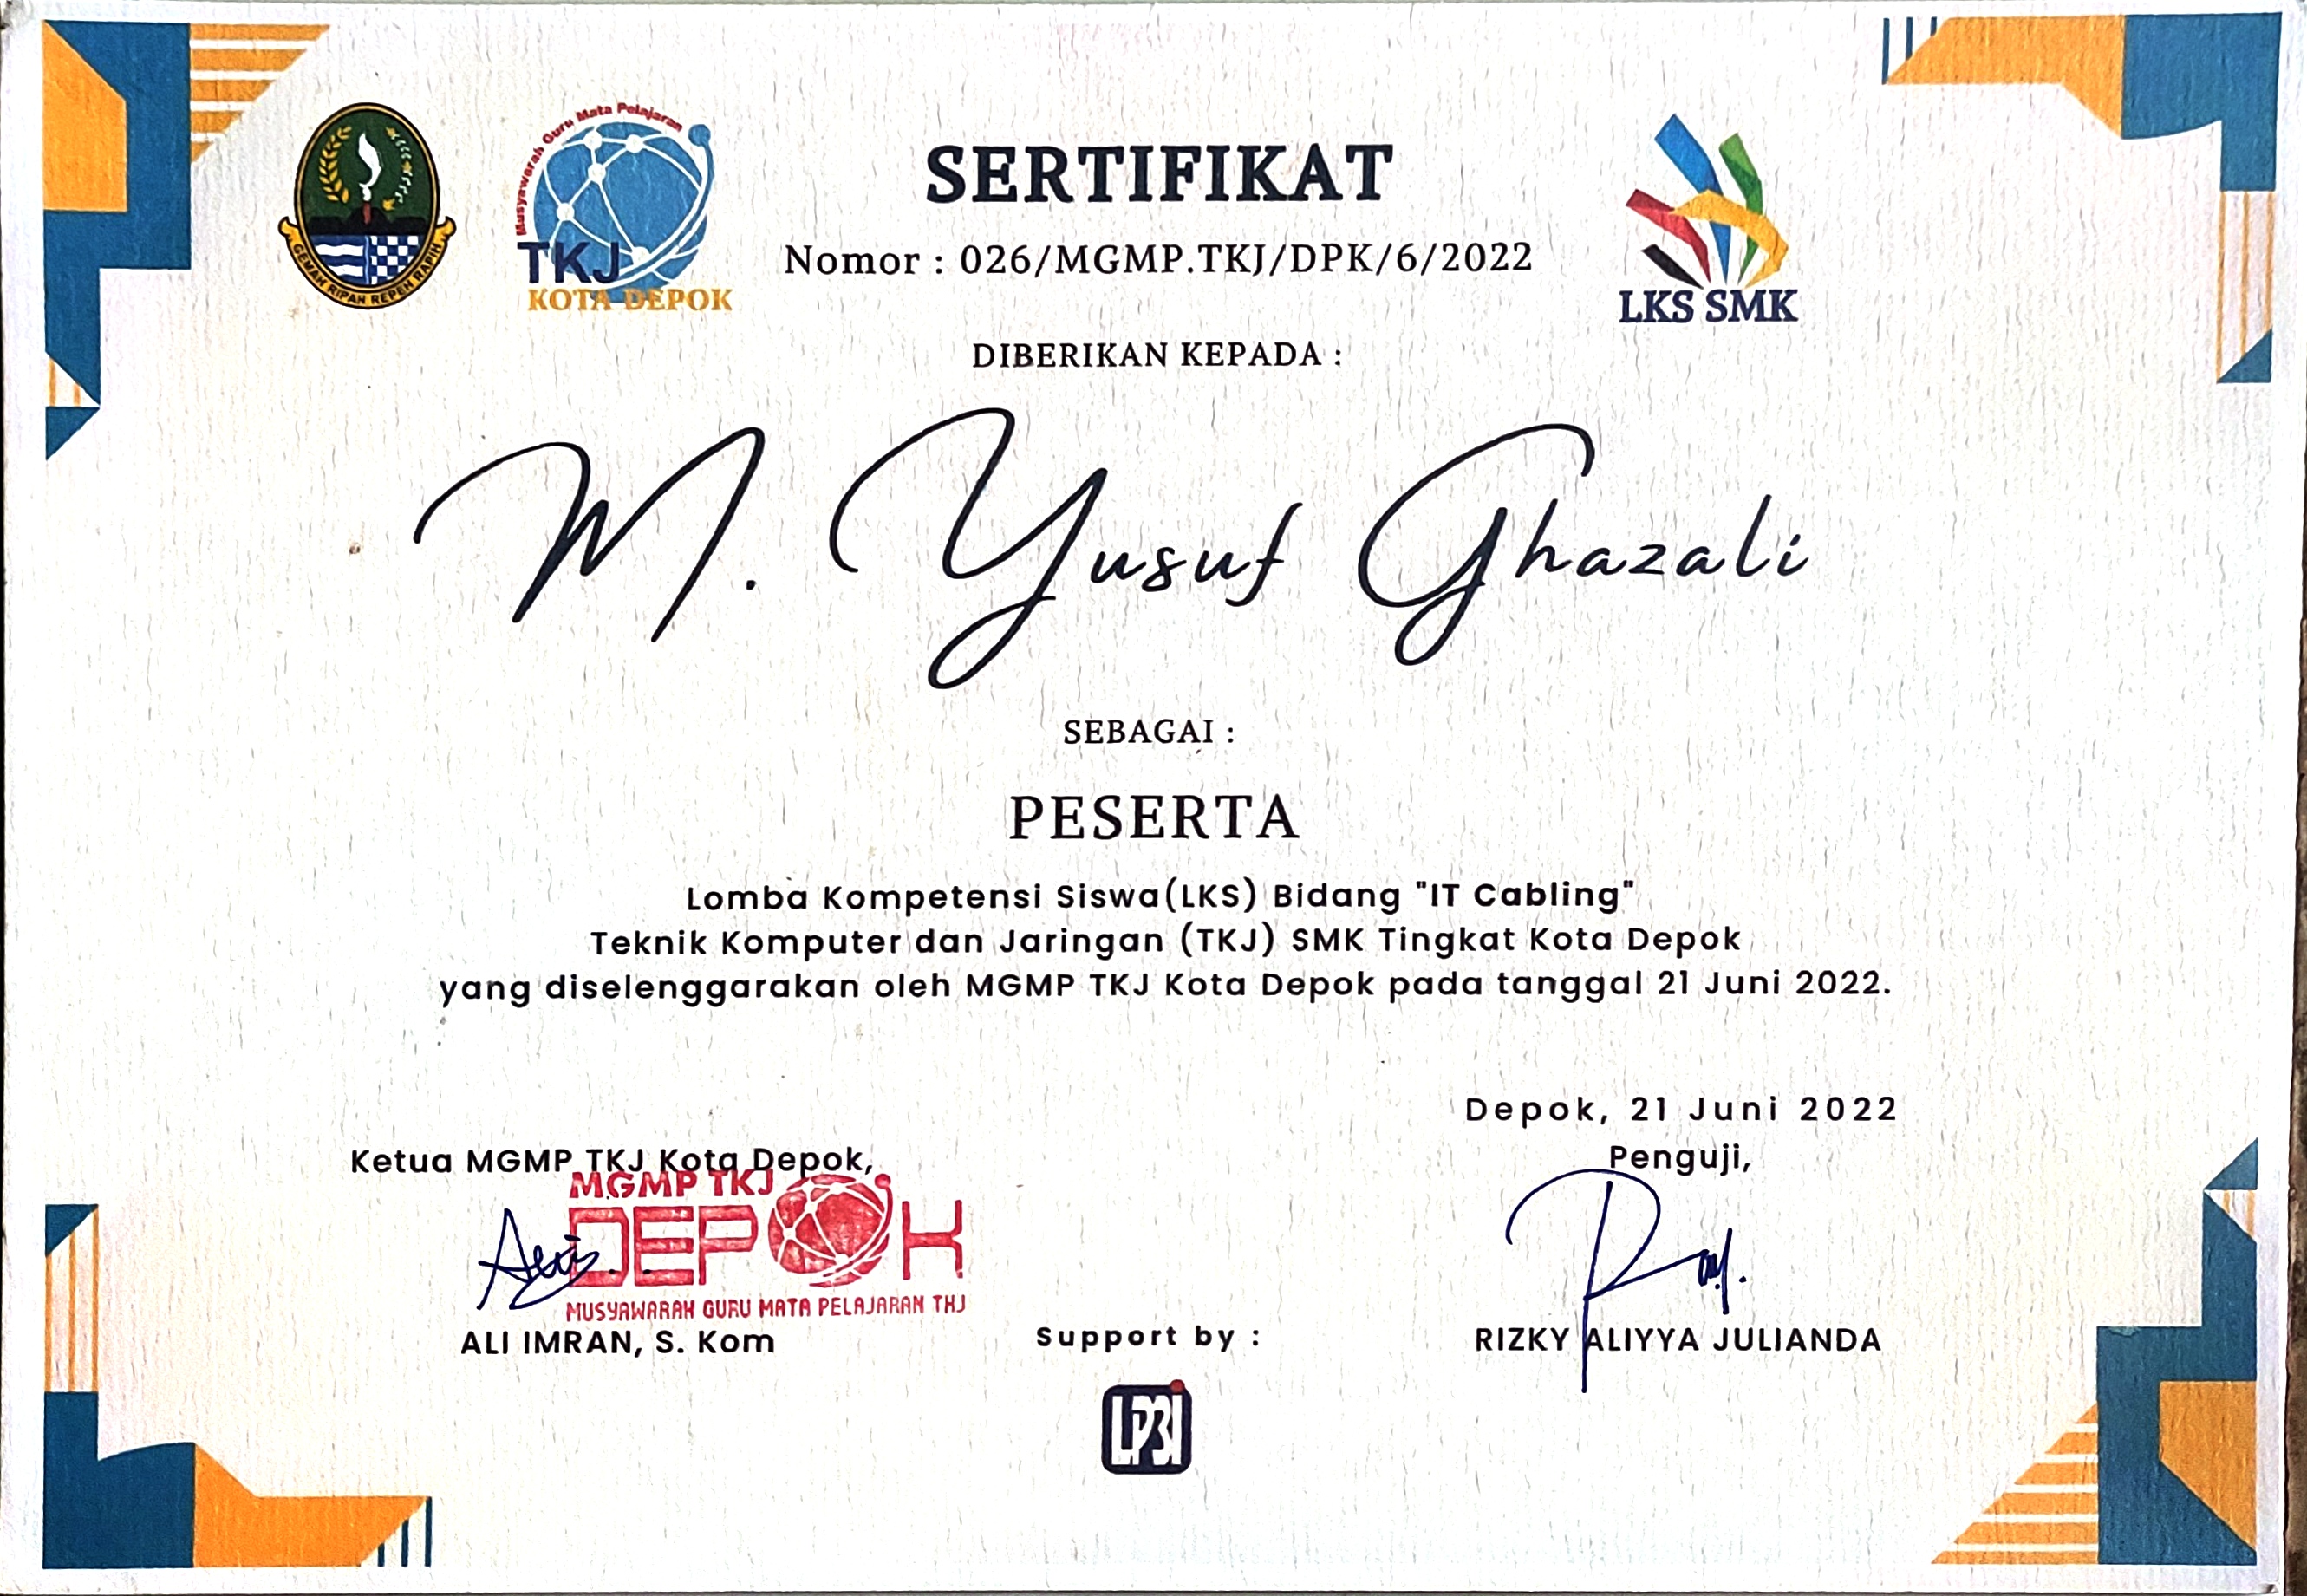 GEMAH RIPAH REPEH RAPIH
Musyawarah Guru Mata Pelajaran
TKJ
KOTA DEPOK
SERTIFIKAT
Nomor : 026/MGMP.TKJ/DPK/6/2022
LKS SMK
DIBERIKAN KEPADA :
M. Yusuf Ghazali
SEBAGAI :
PESERTA
Lomba Kompetensi Siswa(LKS) Bidang "IT Cabling"
Teknik Komputer dan Jaringan (TKJ) SMK Tingkat Kota Depok
yang diselenggarakan oleh MGMP TKJ Kota Depok pada tanggal 21 Juni 2022.
Depok, 21 Juni 2022
Ketua MGMP TKJ Kota Depok,
MGMP TKJ
DEPOK
MUSYAWARAH GURU MATA PELAJARAN TKJ
ALI IMRAN, S. Kom
Penguji,
RIZKY ALIYYA JULIANDA
Support by :
LP3I